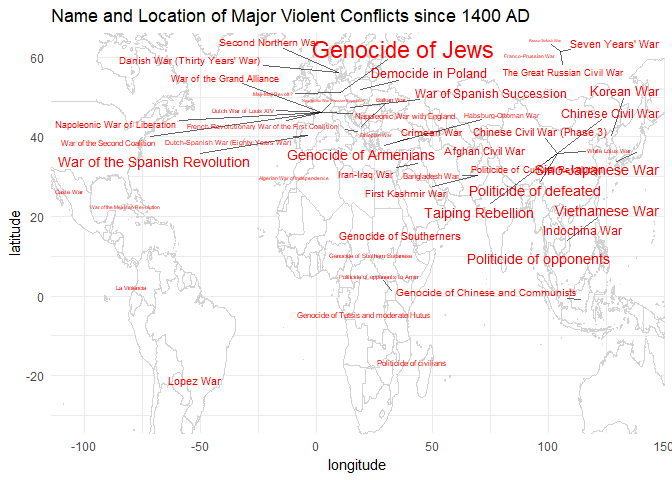 Name and Location of Major Violent Conflicts since 1400 AD
Second Northern War
Genocide of Jews
Seven Years' War
Danish War (Thirty Years' War)
Franco-Prussian War
War of the Grand Alliance
Democide in Poland
The Great Russian Civil War
War of Spanish Succession
Korean War
Dutch War of Louis XIV
Balkan War
Napoleonic War of Liberation
French Revolutionary War of the First Coalition
Napoleonic War with England
Habsburg-Ottoman War
Chinese Civil War
Crimean War
Chinese Civil War (Phase 3)
War of the Second Coalition
Dutch-Spanish War (Eighty Years War)
War of the Spanish Revolution
Genocide of Armenians
Afghan Civil War
Iran-Iraq War
Bangladesh War
Politicide of Cultural Revolution
Sino-Japanese War
Algerian War of Independence
First Kashmir War
Politicide of defeated
Caste War
War of the Mexican Revolution
Taiping Rebellion
Vietnamese War
Genocide of Southerners
Indochina War
Genocide of Southern Sudanese
Politicide of opponents
Politicide of opponents to Amin
La Violencia
Genocide of Chinese and Communists
Genocide of Tutsis and moderate Hutus
Politicide of civilians
Lopez War
60
40
20
0
-20
latitude
-100
-50
0
50
100
150
longitude